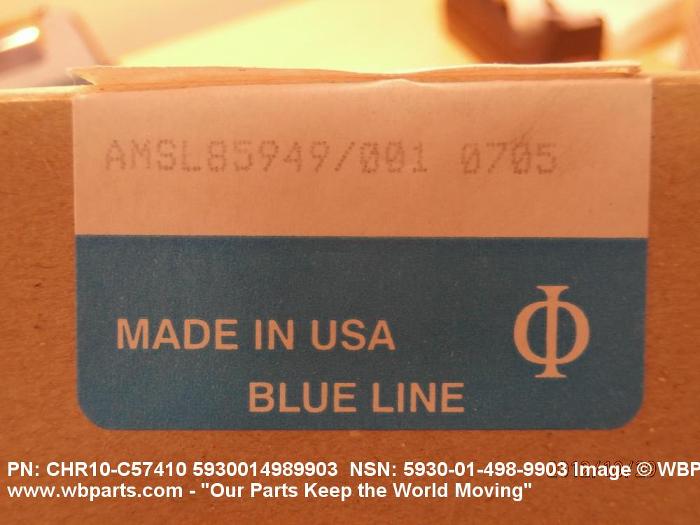 AMSL85949/001 0705
MADE IN USA
Φ
BLUE LINE
PN: CHR10-C57410 5930014989903 NSN: 5930-01-498-9903 Image © WBP
www.wbparts.com - "Our Parts Keep the World Moving"